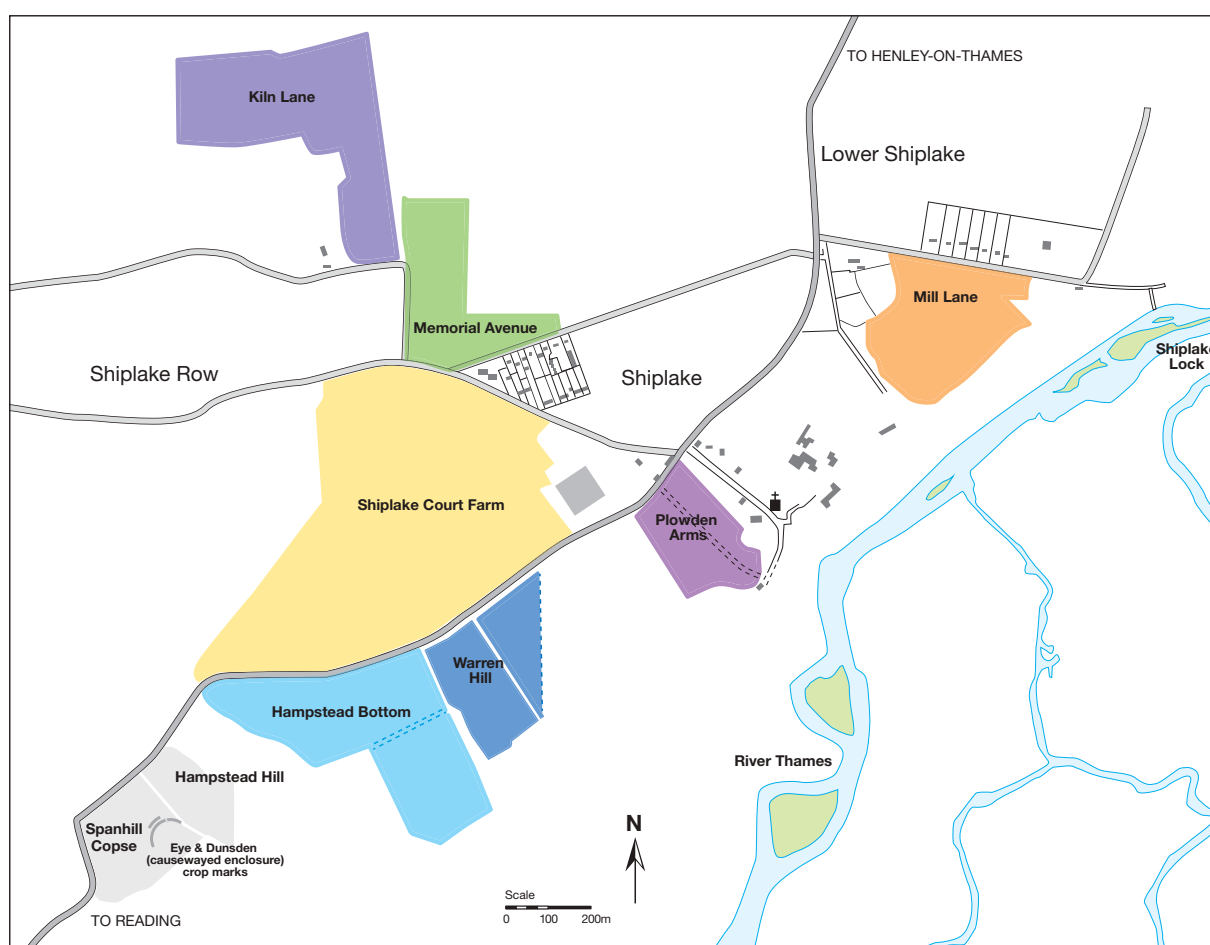 TO HENLEY-ON-THAMES
Kiln Lane
Lower Shiplake
Mill Lane
Memorial Avenue
Shiplake
Lock
Shiplake Row
Shiplake
Shiplake Court Farm
Plowden
Arms
Warren
Hill
Hampstead Bottom
River Thames
Hampstead Hill
Spanhill
Copse
Eye & Dunsden
(causewayed enclosure)
crop marks
N
Scale
0 100 200m
TO READING